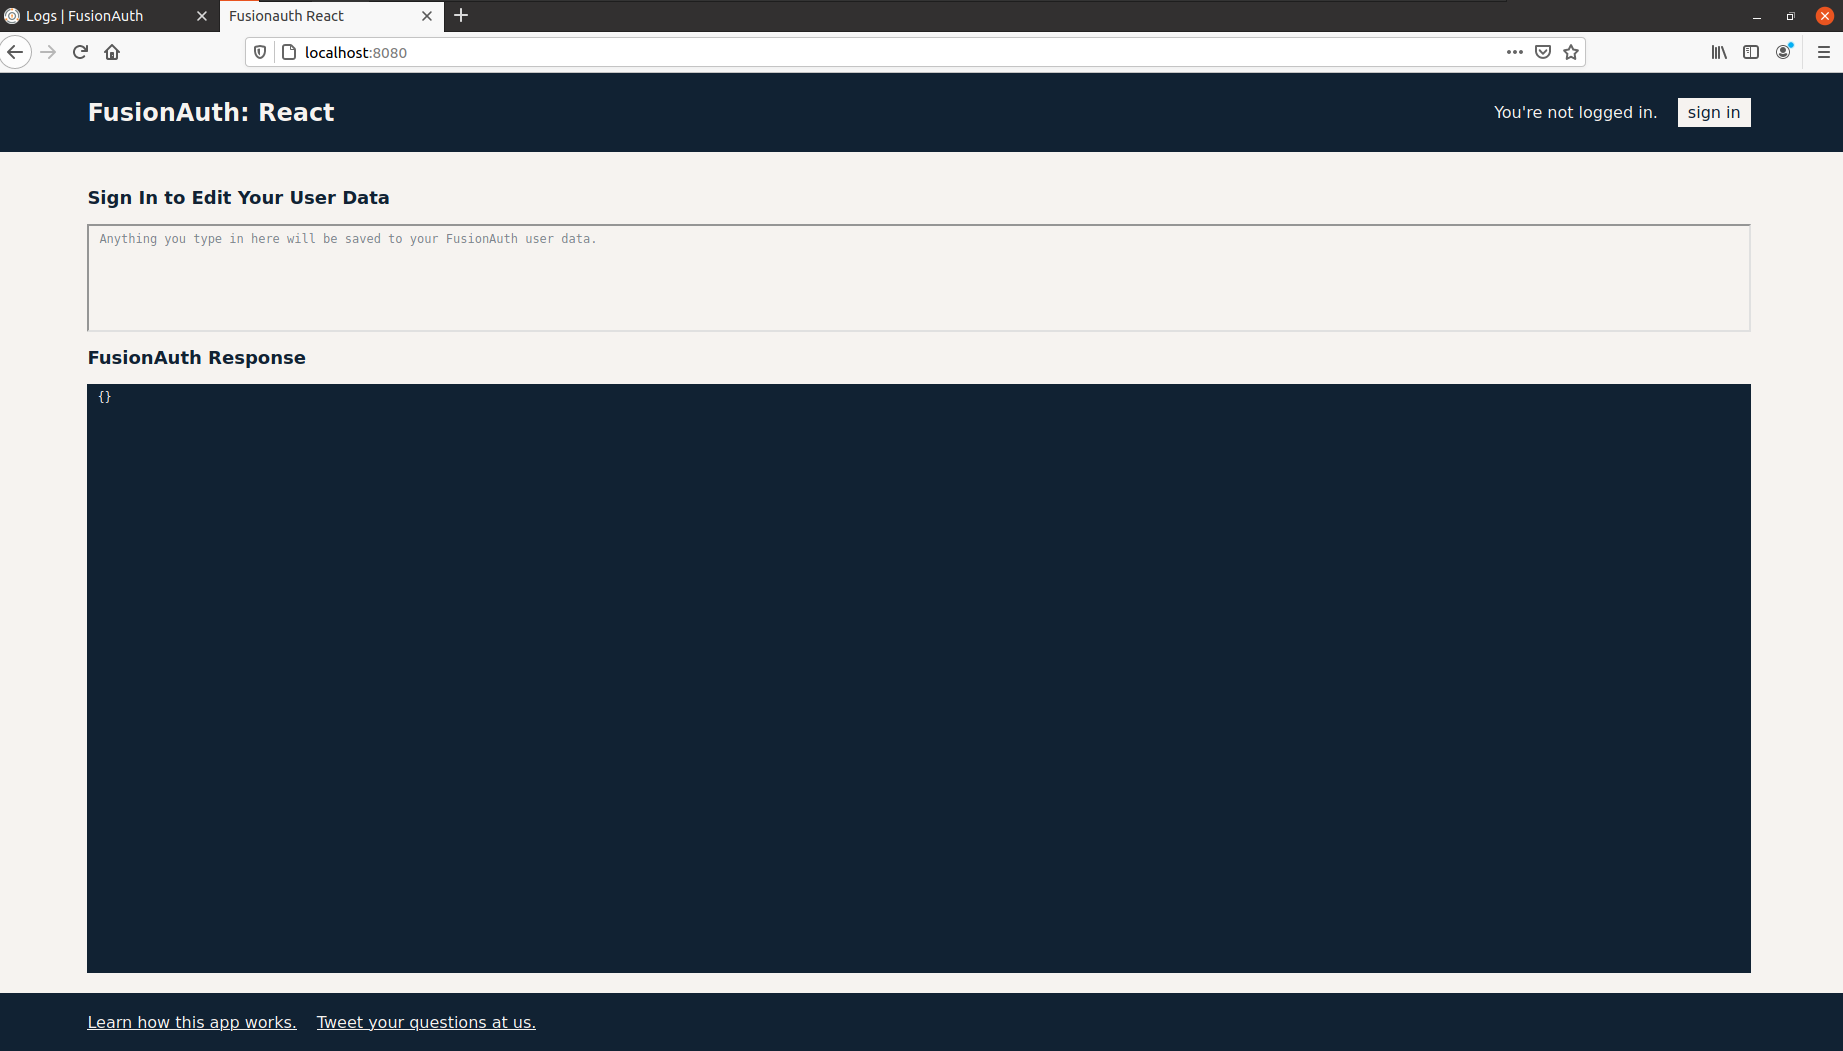 Logs | FusionAuth
Fusionauth React
localhost:8080
FusionAuth: React
You're not logged in.
sign in
Sign In to Edit Your User Data
Anything you type in here will be saved to your FusionAuth user data.
FusionAuth Response
{}
Learn how this app works.
Tweet your questions at us.